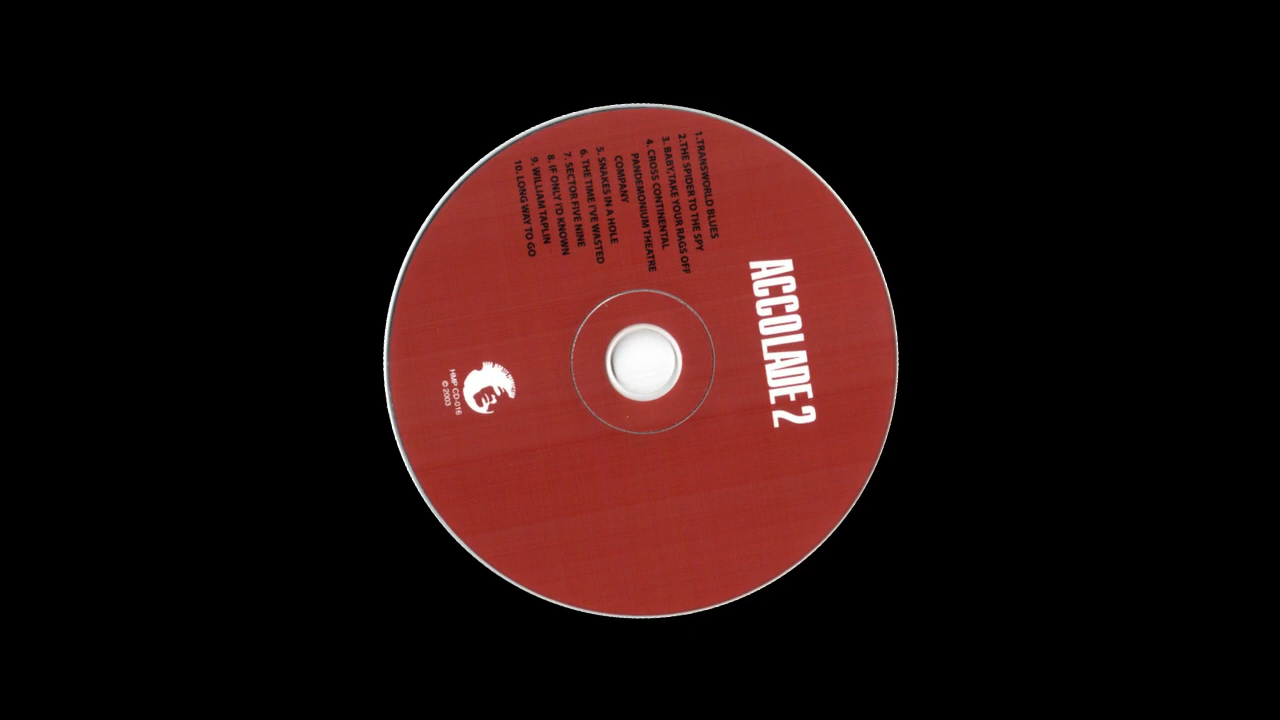 ACCOLADE 2
1.TRANSWORLD BLUES
2.THE SPIDER TO THE SPY
3. BABY,TAKE YOUR RAGS OFF
4. CROSS CONTINENTAL
PANDEMONIUM THEATRE
COMPANY
5. SNAKES IN A HOLE
6. THE TIME I'VE WASTED
7. SECTOR FIVE NINE
8. IF ONLY I'D KNOWN
9. WILLIAM TAPLIN
10. LONG WAY TO GO
HMP CD-016
© 2003